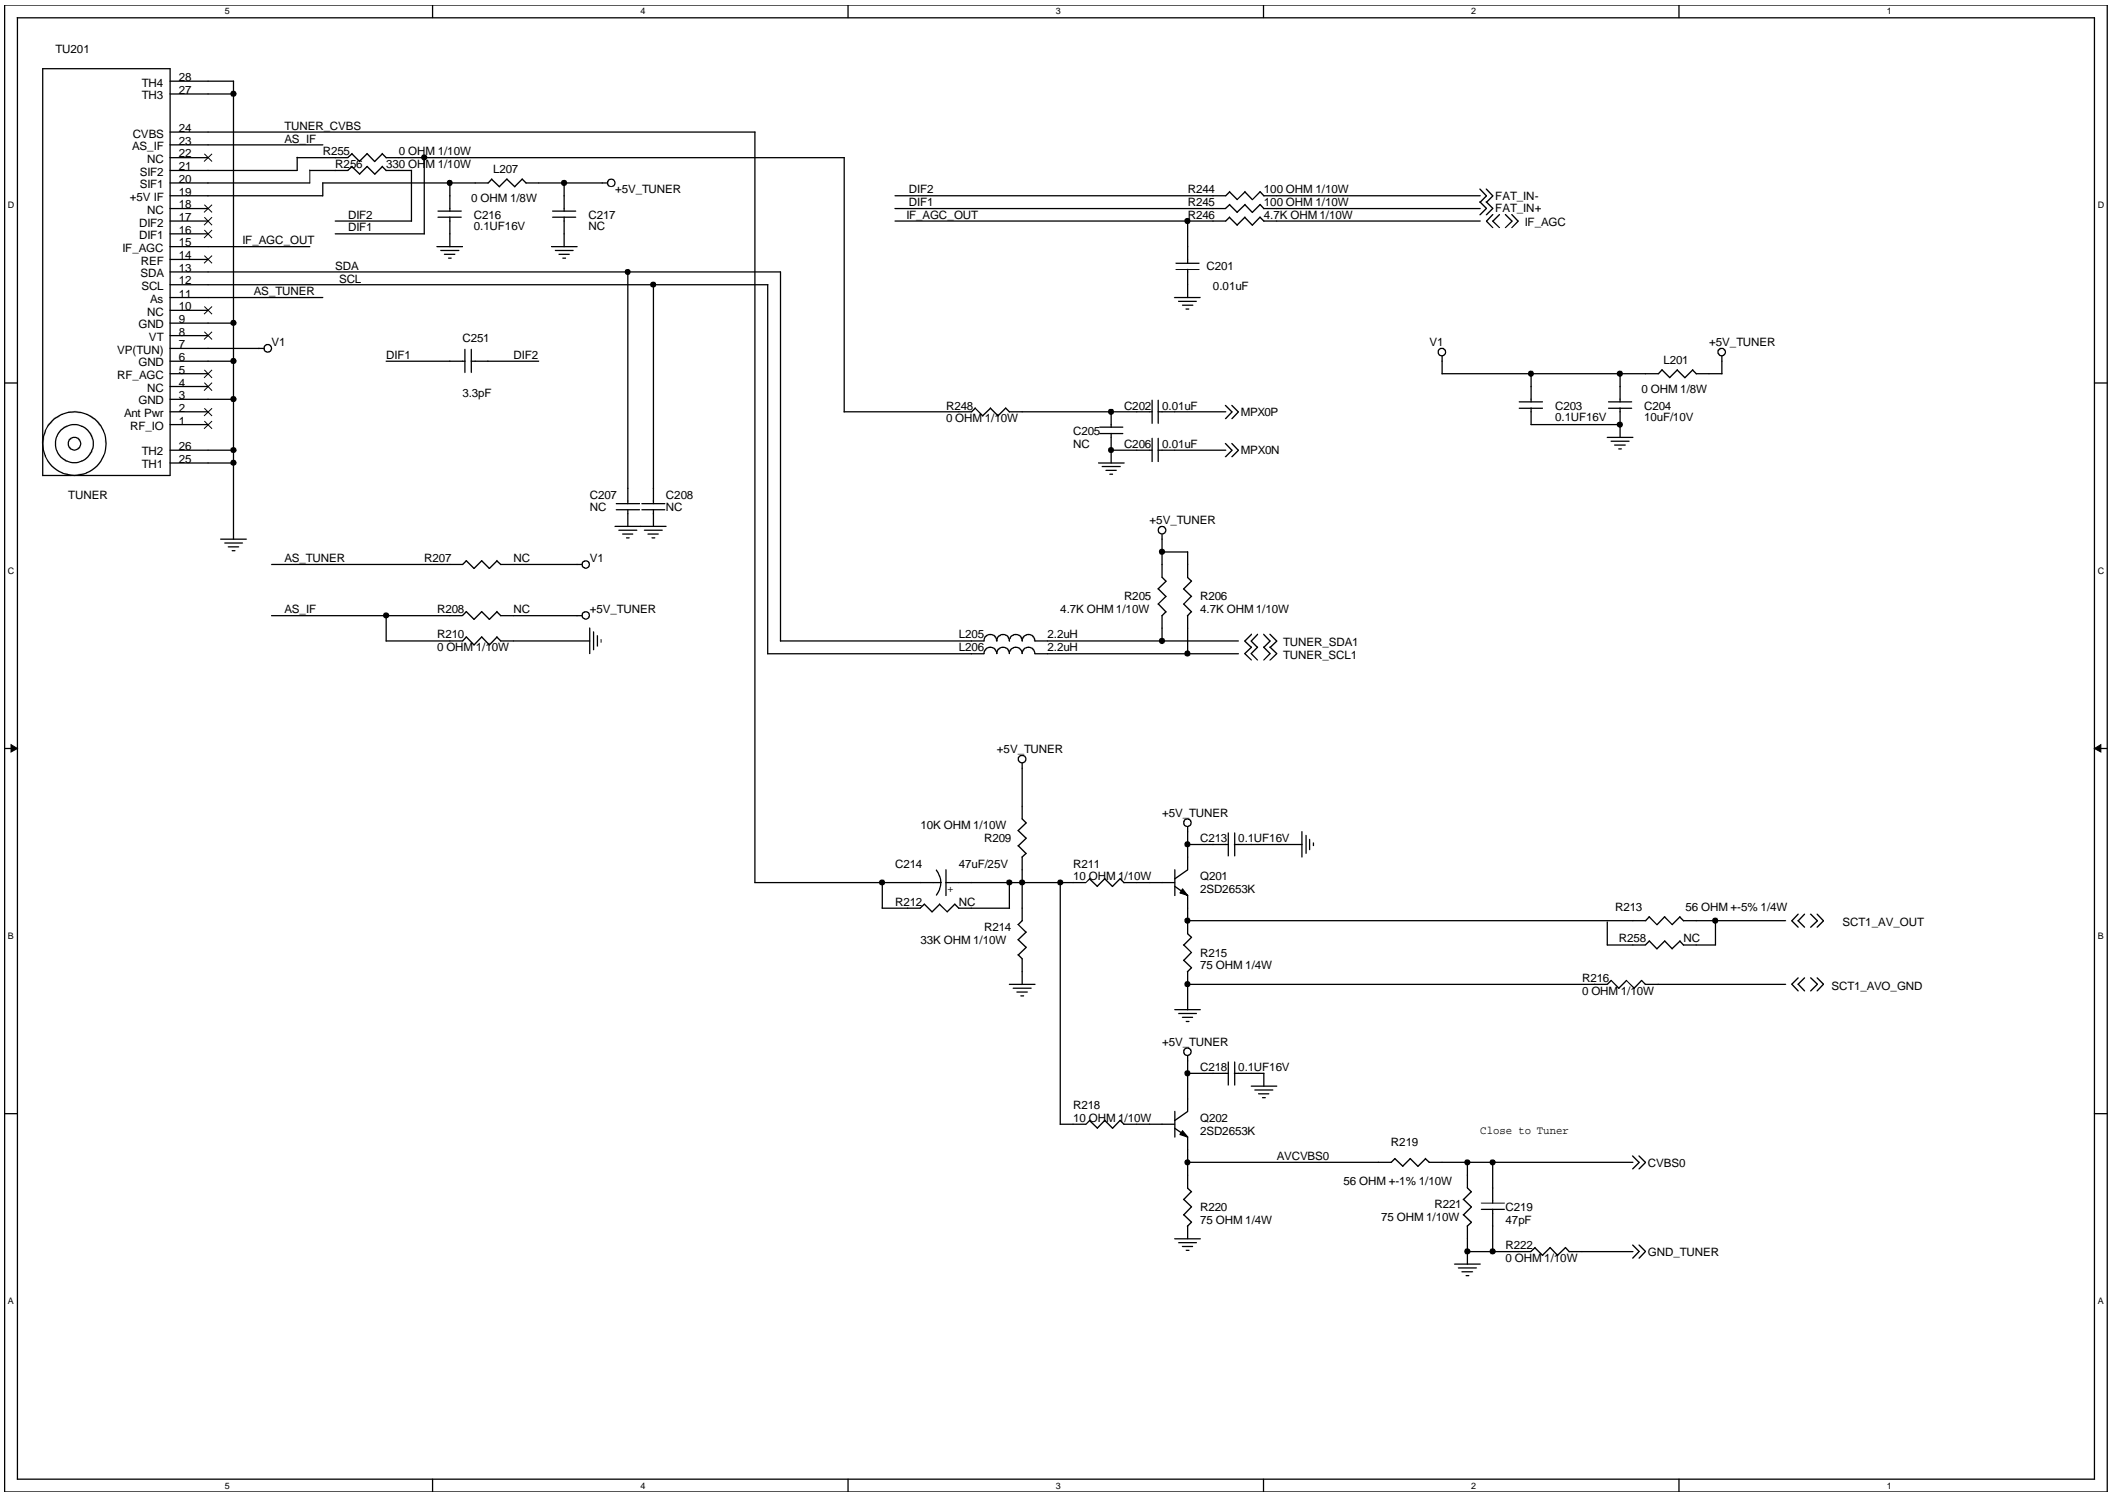 5 4 3 2 1
TU201
TH4 28
TH3 27
CVBS 24 TUNER_CVBS
AS_IF 23 AS_IF
NC 22 R255 0 OHM 1/10W
SIF2 21 R256 330 OHM 1/10W
SIF1 20 L207
+5V IF 19 0 OHM 1/8W +5V_TUNER
NC 18
DIF2 17 DIF2
DIF1 16 DIF1
C216
0.1UF16V
C217
NC
IF_AGC 15 IF_AGC_OUT
REF 14
SDA 13 SDA
SCL 12 SCL
As 11 AS_TUNER
NC 10
GND 9
VT 8
VP(TUN) 7 V1
GND 6
RF_AGC 5
NC 4
GND 3
Ant Pwr 2
RF_IO 1
TH2 26
TH1 25
TUNER
C251
DIF1 DIF2
3.3pF
C207
NC
C208
NC
DIF2 R244 100 OHM 1/10W FAT_IN-
DIF1 R245 100 OHM 1/10W FAT_IN+
IF_AGC_OUT R246 4.7K OHM 1/10W IF_AGC
C201
0.01uF
V1 +5V_TUNER
L201
0 OHM 1/8W
C203
0.1UF16V
C204
10uF/10V
R248
0 OHM 1/10W
C202 0.01uF MPX0P
C205
NC
C206 0.01uF MPX0N
AS_TUNER R207 NC V1
AS_IF R208 NC +5V_TUNER
R210
0 OHM 1/10W
+5V_TUNER
R205
4.7K OHM 1/10W
R206
4.7K OHM 1/10W
L205 2.2uH TUNER_SDA1
L206 2.2uH TUNER_SCL1
+5V_TUNER
10K OHM 1/10W
R209
C214 47uF/25V
+
R212 NC
R214
33K OHM 1/10W
+5V_TUNER
C213 0.1UF16V
R211
10 OHM 1/10W
Q201
2SD2653K
R213 56 OHM +-5% 1/4W
SCT1_AV_OUT
R258 NC
R215
75 OHM 1/4W
R216
0 OHM 1/10W
SCT1_AVO_GND
+5V_TUNER
C218 0.1UF16V
R218
10 OHM 1/10W
Q202
2SD2653K
Close to Tuner
AVCVBS0 R219 CVBS0
56 OHM +-1% 1/10W
R220
75 OHM 1/4W
R221
75 OHM 1/10W
C219
47pF
R222
0 OHM 1/10W
GND_TUNER
D D
C C
B B
A A
5 4 3 2 1